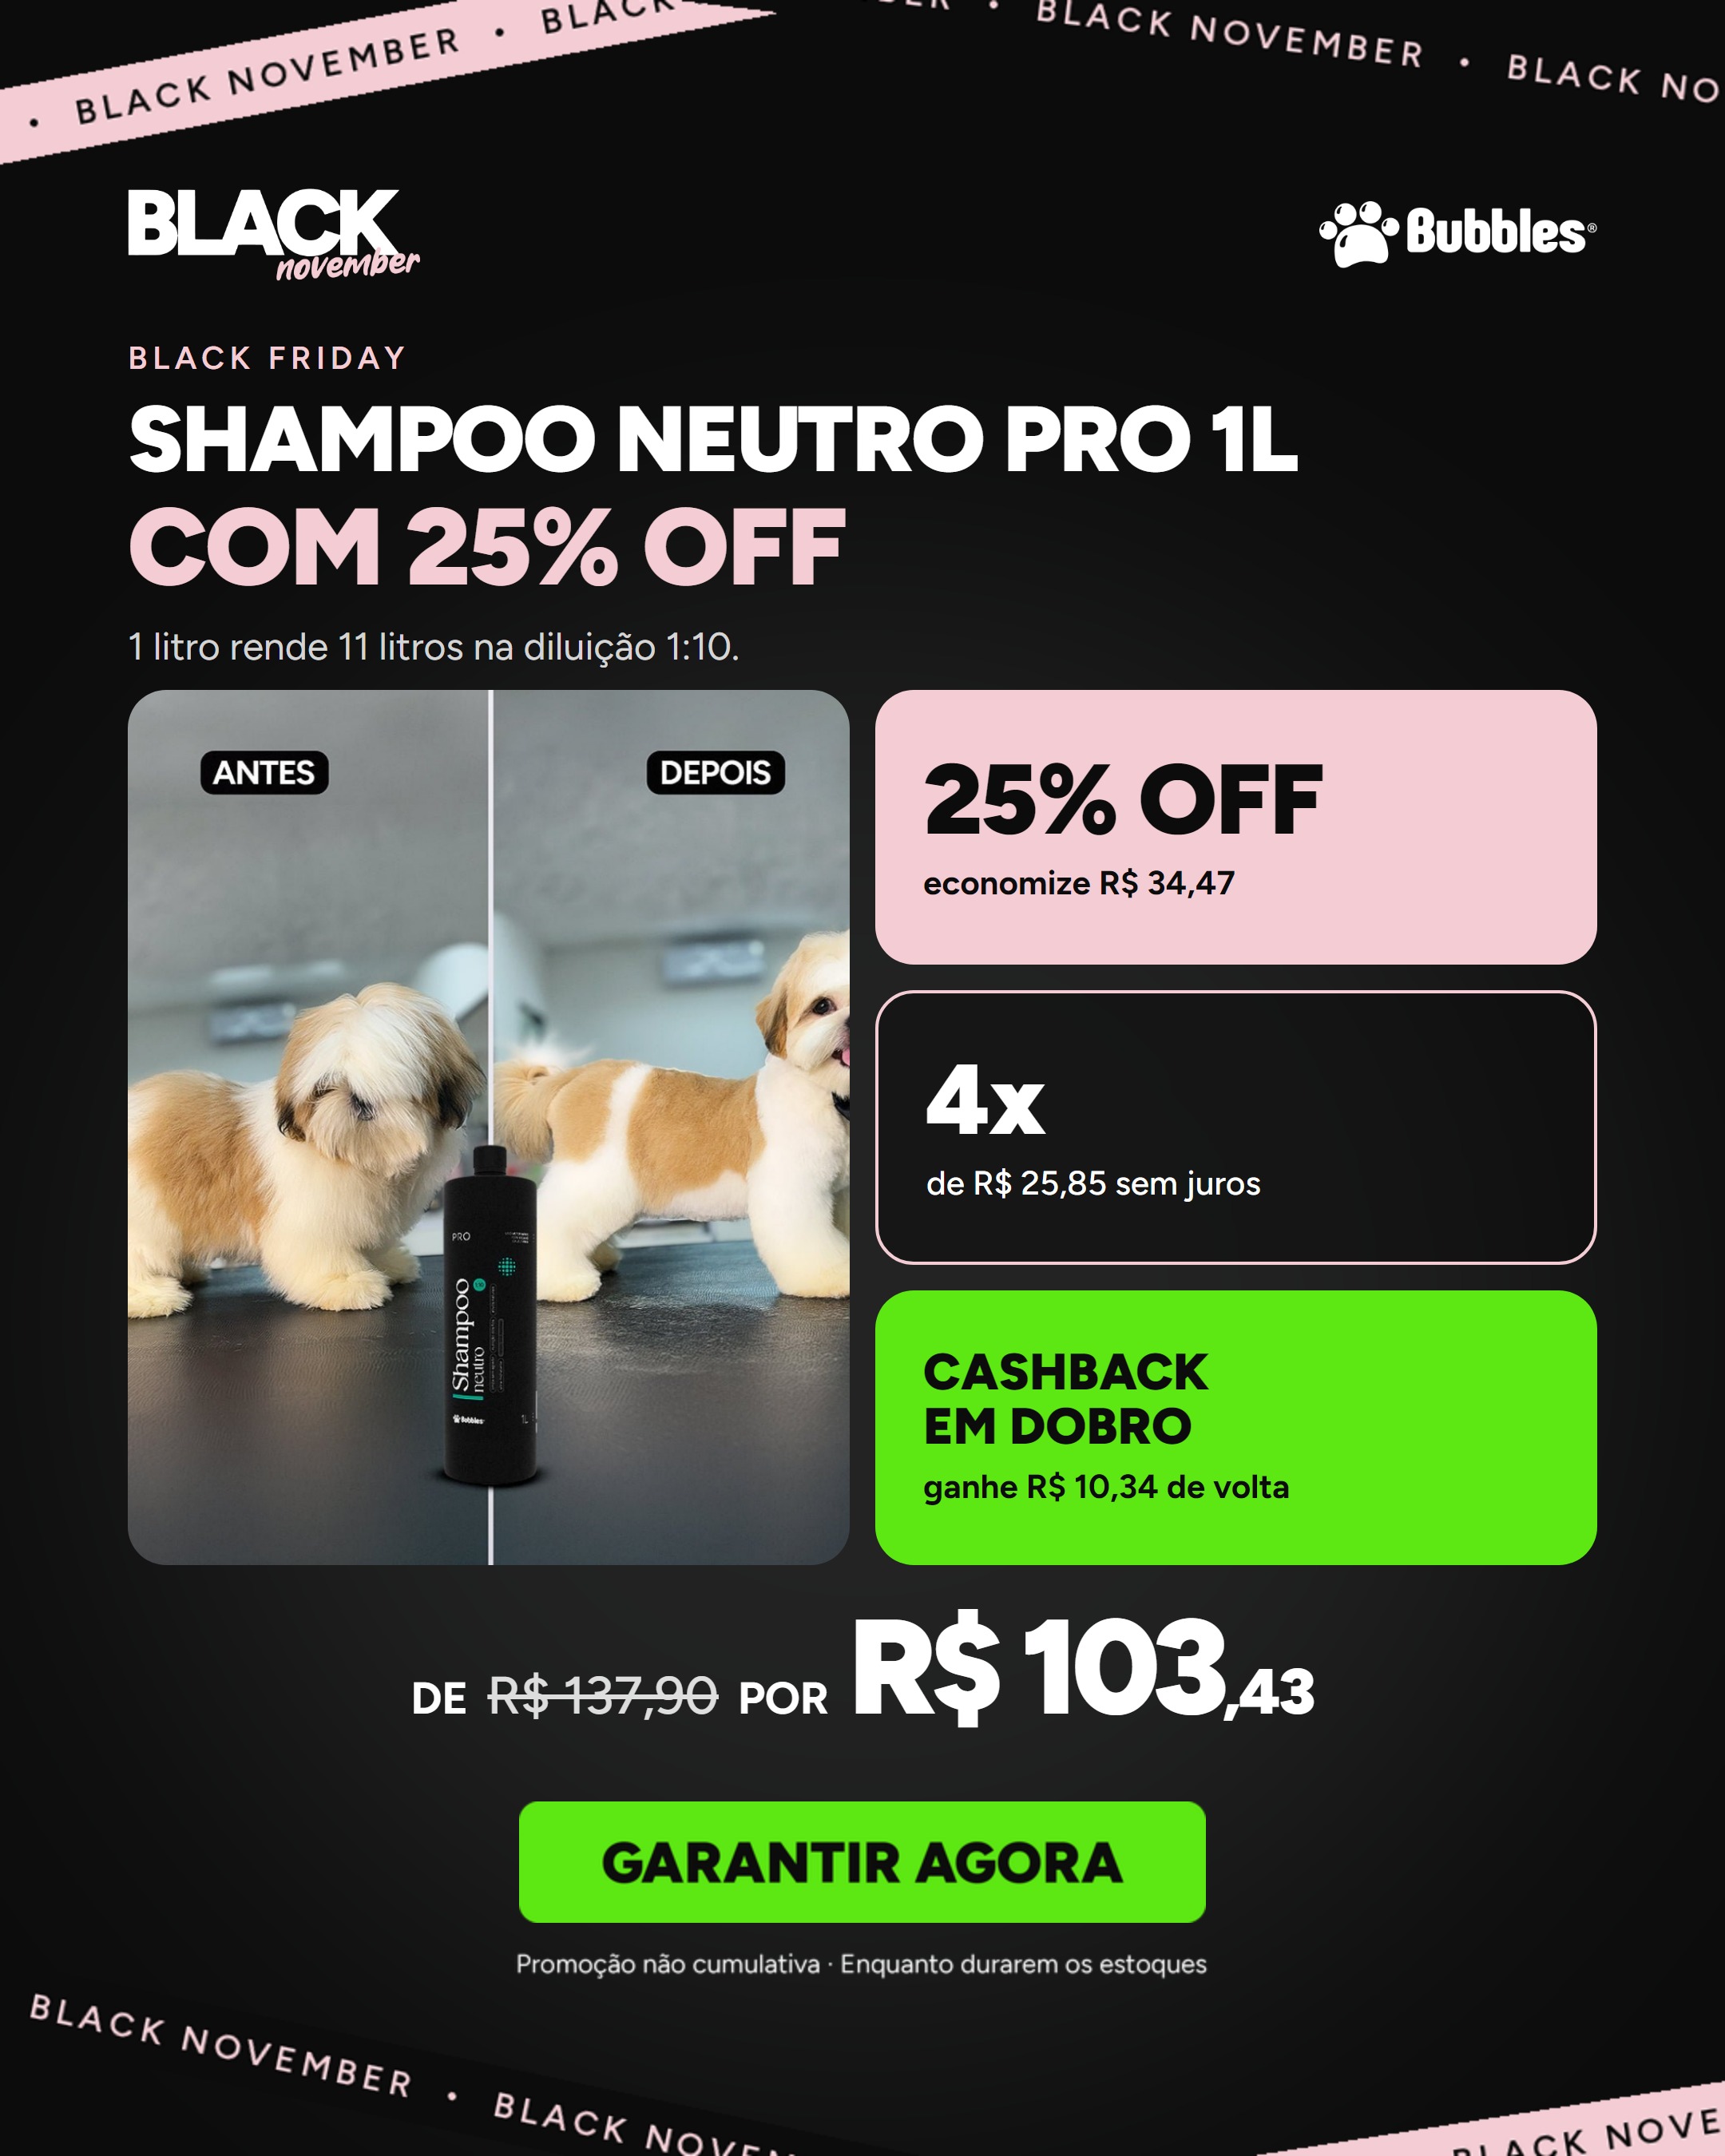 • BLACK NOVEMBER • BLACK
• BLACK NOVEMBER • BLACK NO
BLACK
november
Bubbles®
BLACK FRIDAY
SHAMPOO NEUTRO PRO 1L
COM 25% OFF
1 litro rende 11 litros na diluição 1:10.
ANTES
DEPOIS
PRO
Shampoo
neutro
Bubbles
1L
25% OFF
economize R$ 34,47
4x
de R$ 25,85 sem juros
CASHBACK
EM DOBRO
ganhe R$ 10,34 de volta
DE R$ 137,90 POR R$ 103,43
GARANTIR AGORA
Promoção não cumulativa · Enquanto durarem os estoques
BLACK NOVEMBER • BLACK NOVEM
BLACK NOVE